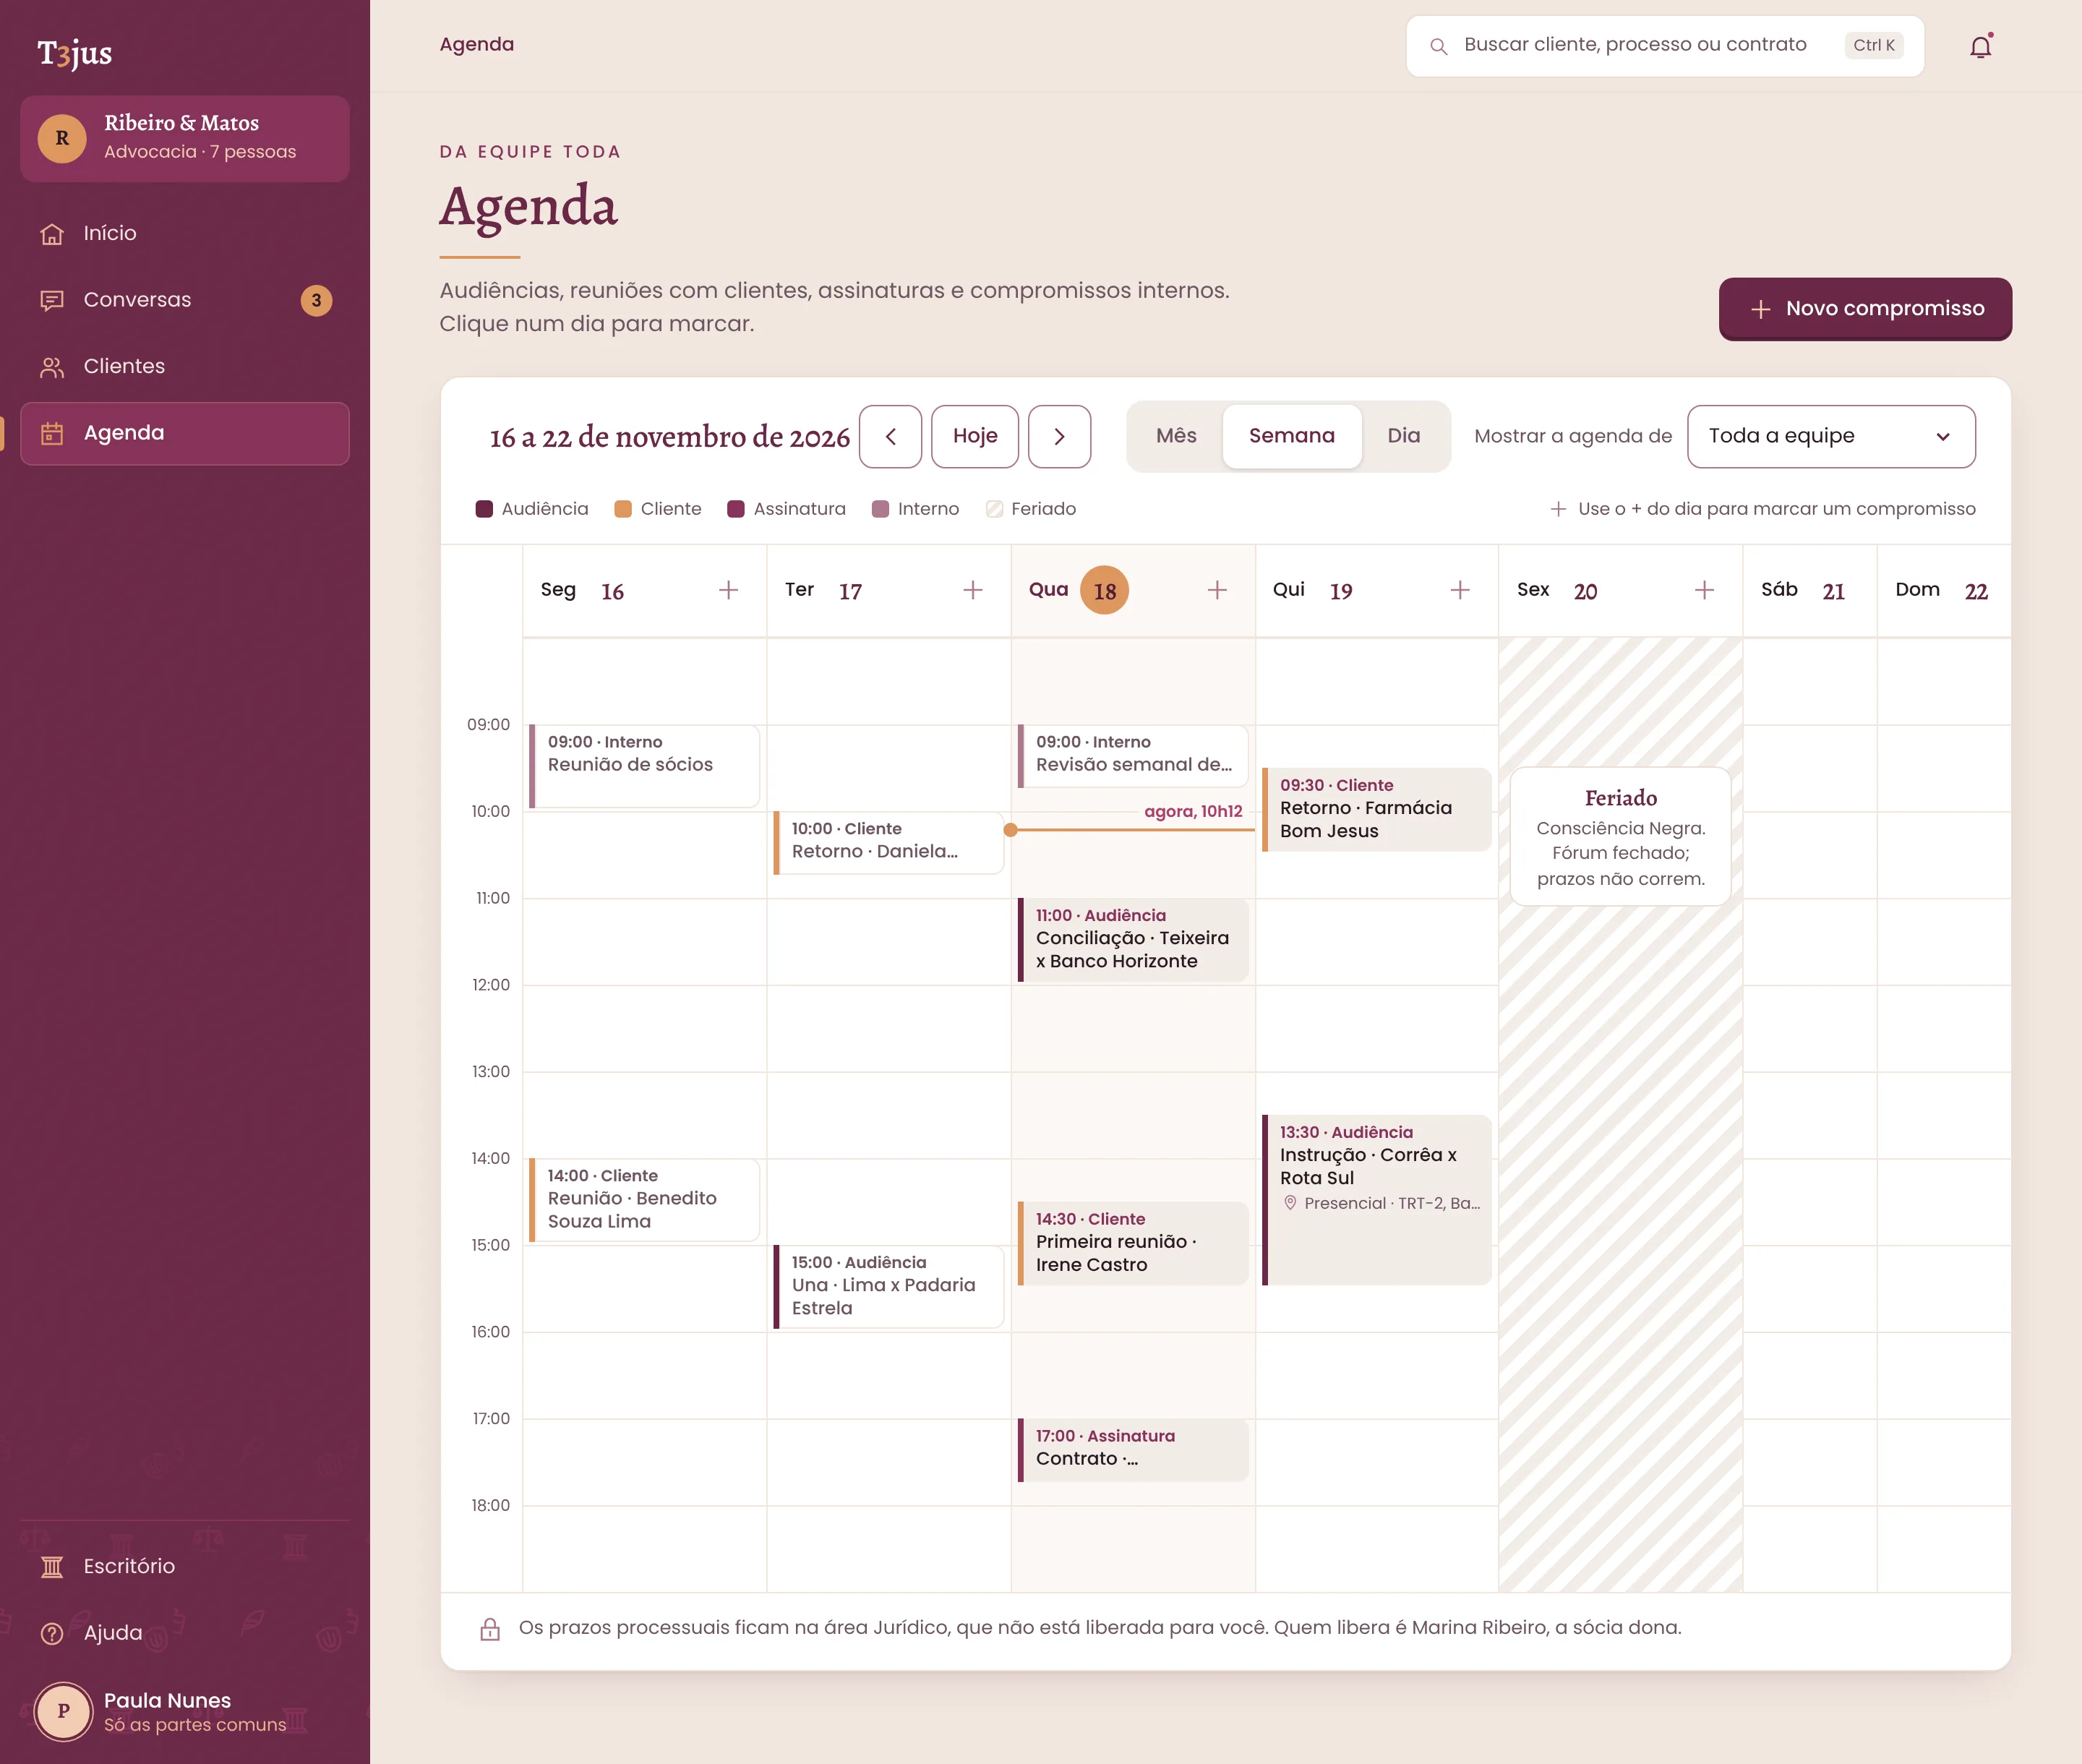 T3jus
R
Ribeiro & Matos
Advocacia · 7 pessoas
Início
Conversas
3
Clientes
Agenda
Escritório
Ajuda
P
Paula Nunes
Só as partes comuns
Agenda
Buscar cliente, processo ou contrato
Ctrl K
DA EQUIPE TODA
Agenda
Audiências, reuniões com clientes, assinaturas e compromissos internos.
Clique num dia para marcar.
Novo compromisso
16 a 22 de novembro de 2026
Hoje
Mês
Semana
Dia
Mostrar a agenda de
Toda a equipe
Audiência
Cliente
Assinatura
Interno
Feriado
Use o + do dia para marcar um compromisso
Seg 16
Ter 17
Qua 18
Qui 19
Sex 20
Sáb 21
Dom 22
09:00
10:00
11:00
12:00
13:00
14:00
15:00
16:00
17:00
18:00
09:00 · Interno
Reunião de sócios
14:00 · Cliente
Reunião · Benedito
Souza Lima
10:00 · Cliente
Retorno · Daniela...
15:00 · Audiência
Una · Lima x Padaria
Estrela
09:00 · Interno
Revisão semanal de...
agora, 10h12
11:00 · Audiência
Conciliação · Teixeira
x Banco Horizonte
14:30 · Cliente
Primeira reunião ·
Irene Castro
17:00 · Assinatura
Contrato ·...
09:30 · Cliente
Retorno · Farmácia
Bom Jesus
13:30 · Audiência
Instrução · Corrêa x
Rota Sul
Presencial · TRT-2, Ba...
Feriado
Consciência Negra.
Fórum fechado;
prazos não correm.
Os prazos processuais ficam na área Jurídico, que não está liberada para você. Quem libera é Marina Ribeiro, a sócia dona.